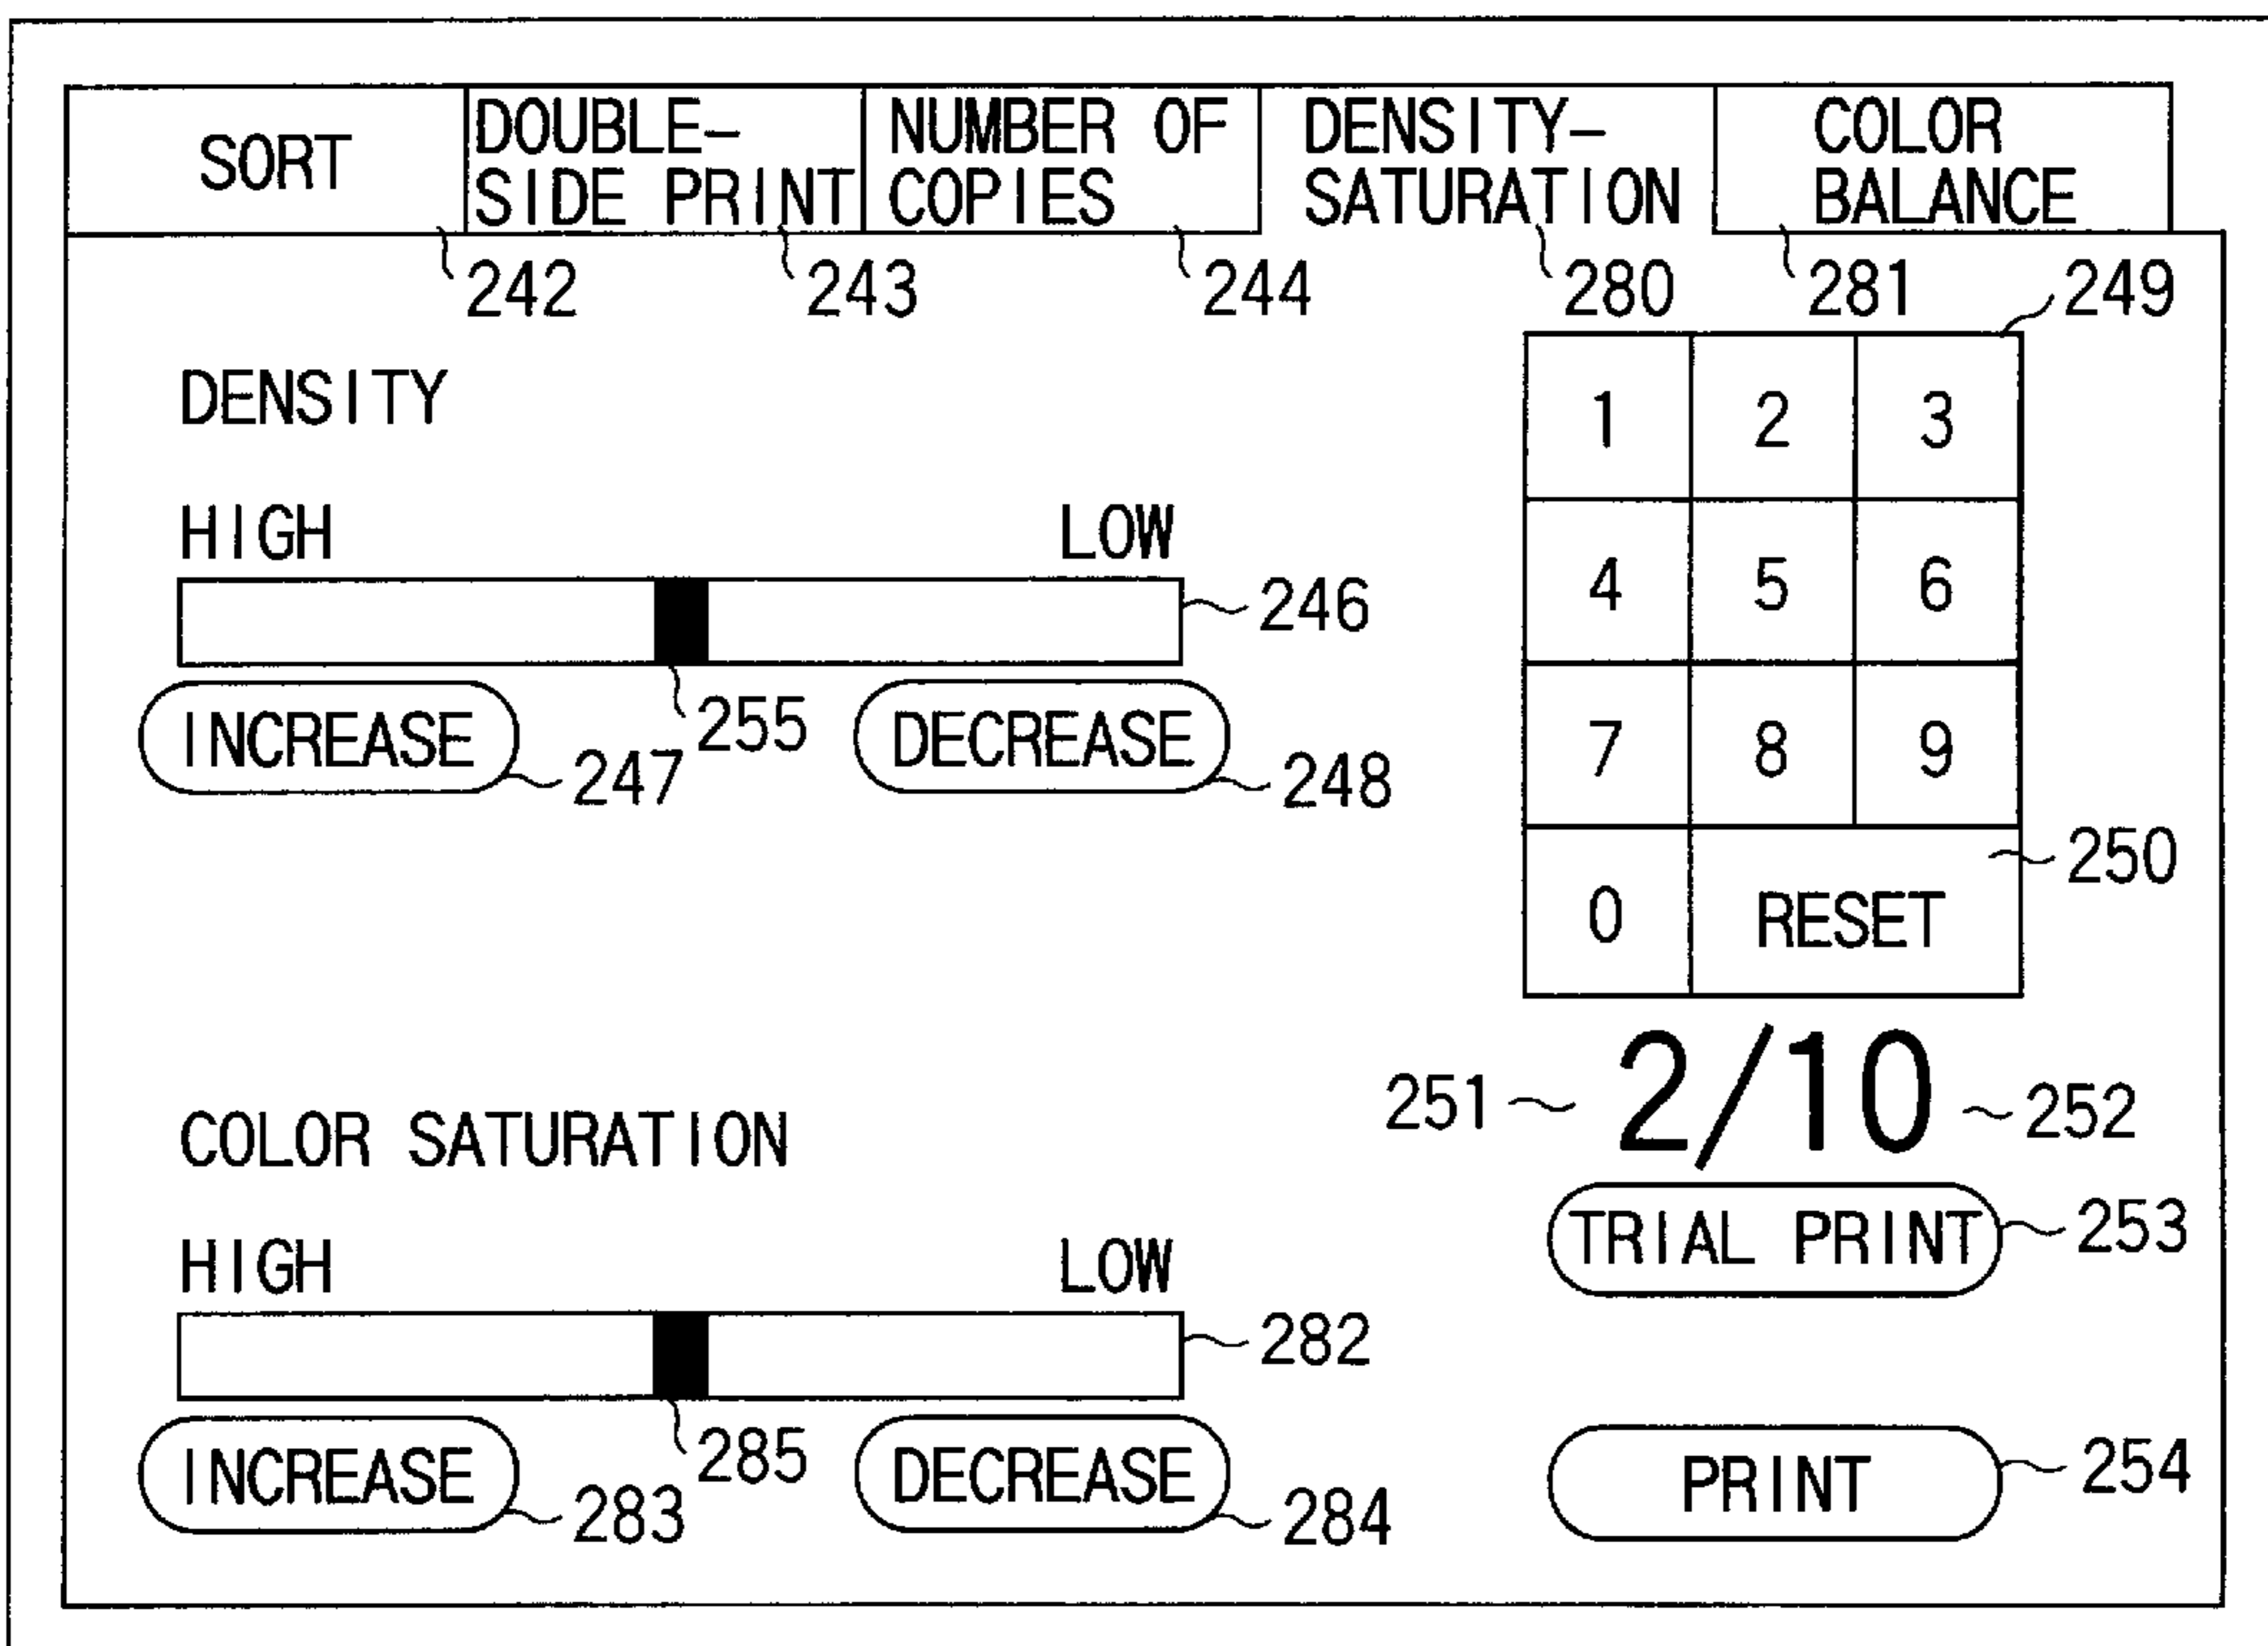 SORT
DOUBLE-
SIDE PRINT
NUMBER OF
COPIES
DENSITY-
SATURATION
COLOR
BALANCE
242
243
244
280
281
249
DENSITY
HIGH
LOW
246
255
INCREASE
247
DECREASE
248
1 2 3
4 5 6
7 8 9
0 RESET
250
251
2/10
252
TRIAL PRINT
253
COLOR SATURATION
HIGH
LOW
282
285
INCREASE
283
DECREASE
284
PRINT
254